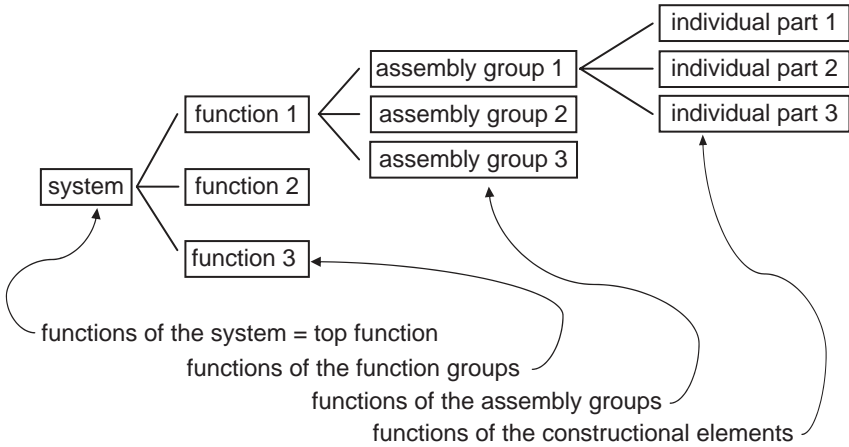 individual part 1
assembly group 1
individual part 2
function 1
assembly group 2
individual part 3
assembly group 3
system
function 2
function 3
functions of the system = top function
functions of the function groups
functions of the assembly groups
functions of the constructional elements